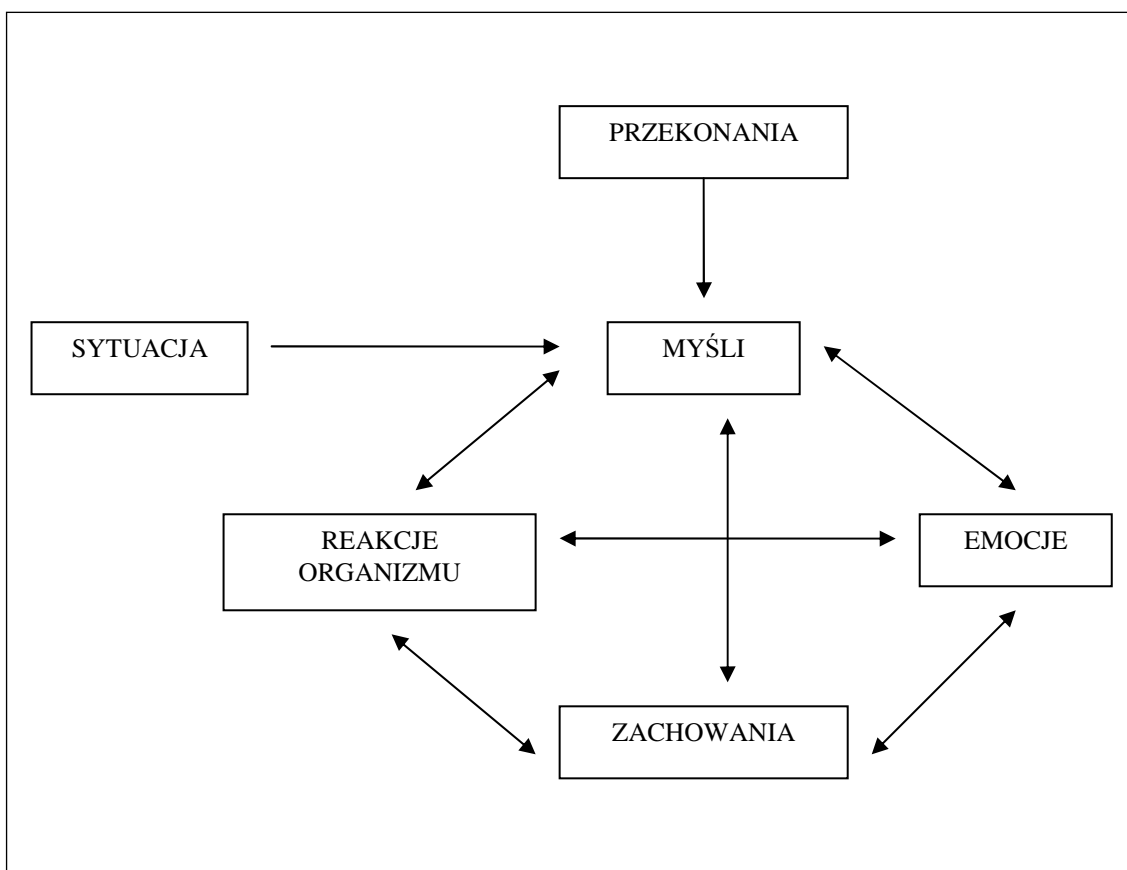 PRZEKONANIA
SYTUACJA
MYŚLI
REAKCJE
ORGANIZMU
EMOCJE
ZACHOWANIA